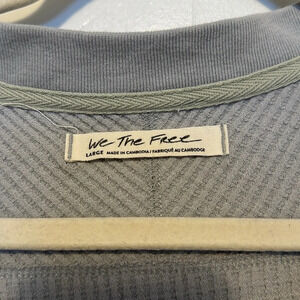 We The Free
LARGE MADE IN CAMBODIA / FABRIQUÉ AU CAMBODGE